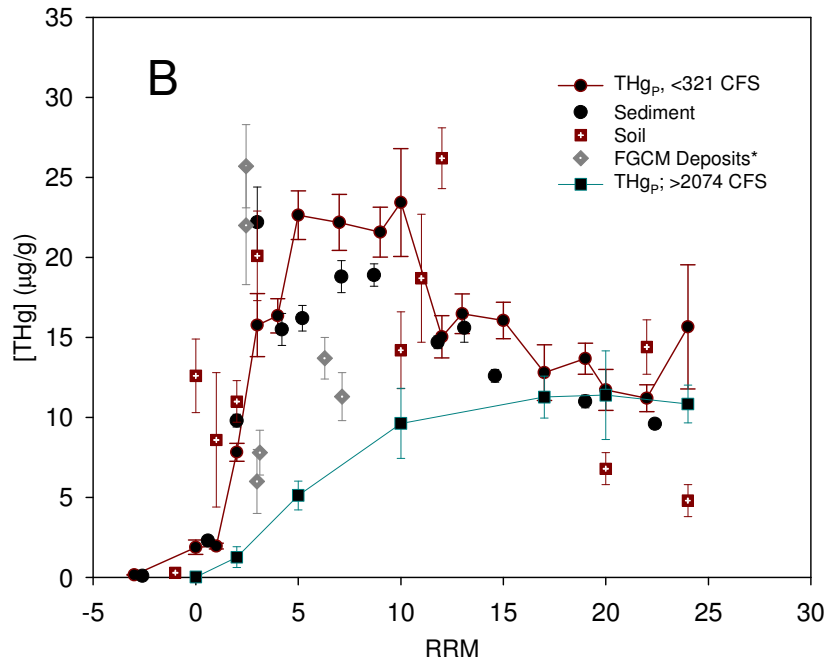 35
30
25
20
15
10
5
0
[THg] (µg/g)
B
THgP, <321 CFS
Sediment
Soil
FGCM Deposits*
THgP; >2074 CFS
-5 0 5 10 15 20 25 30
RRM